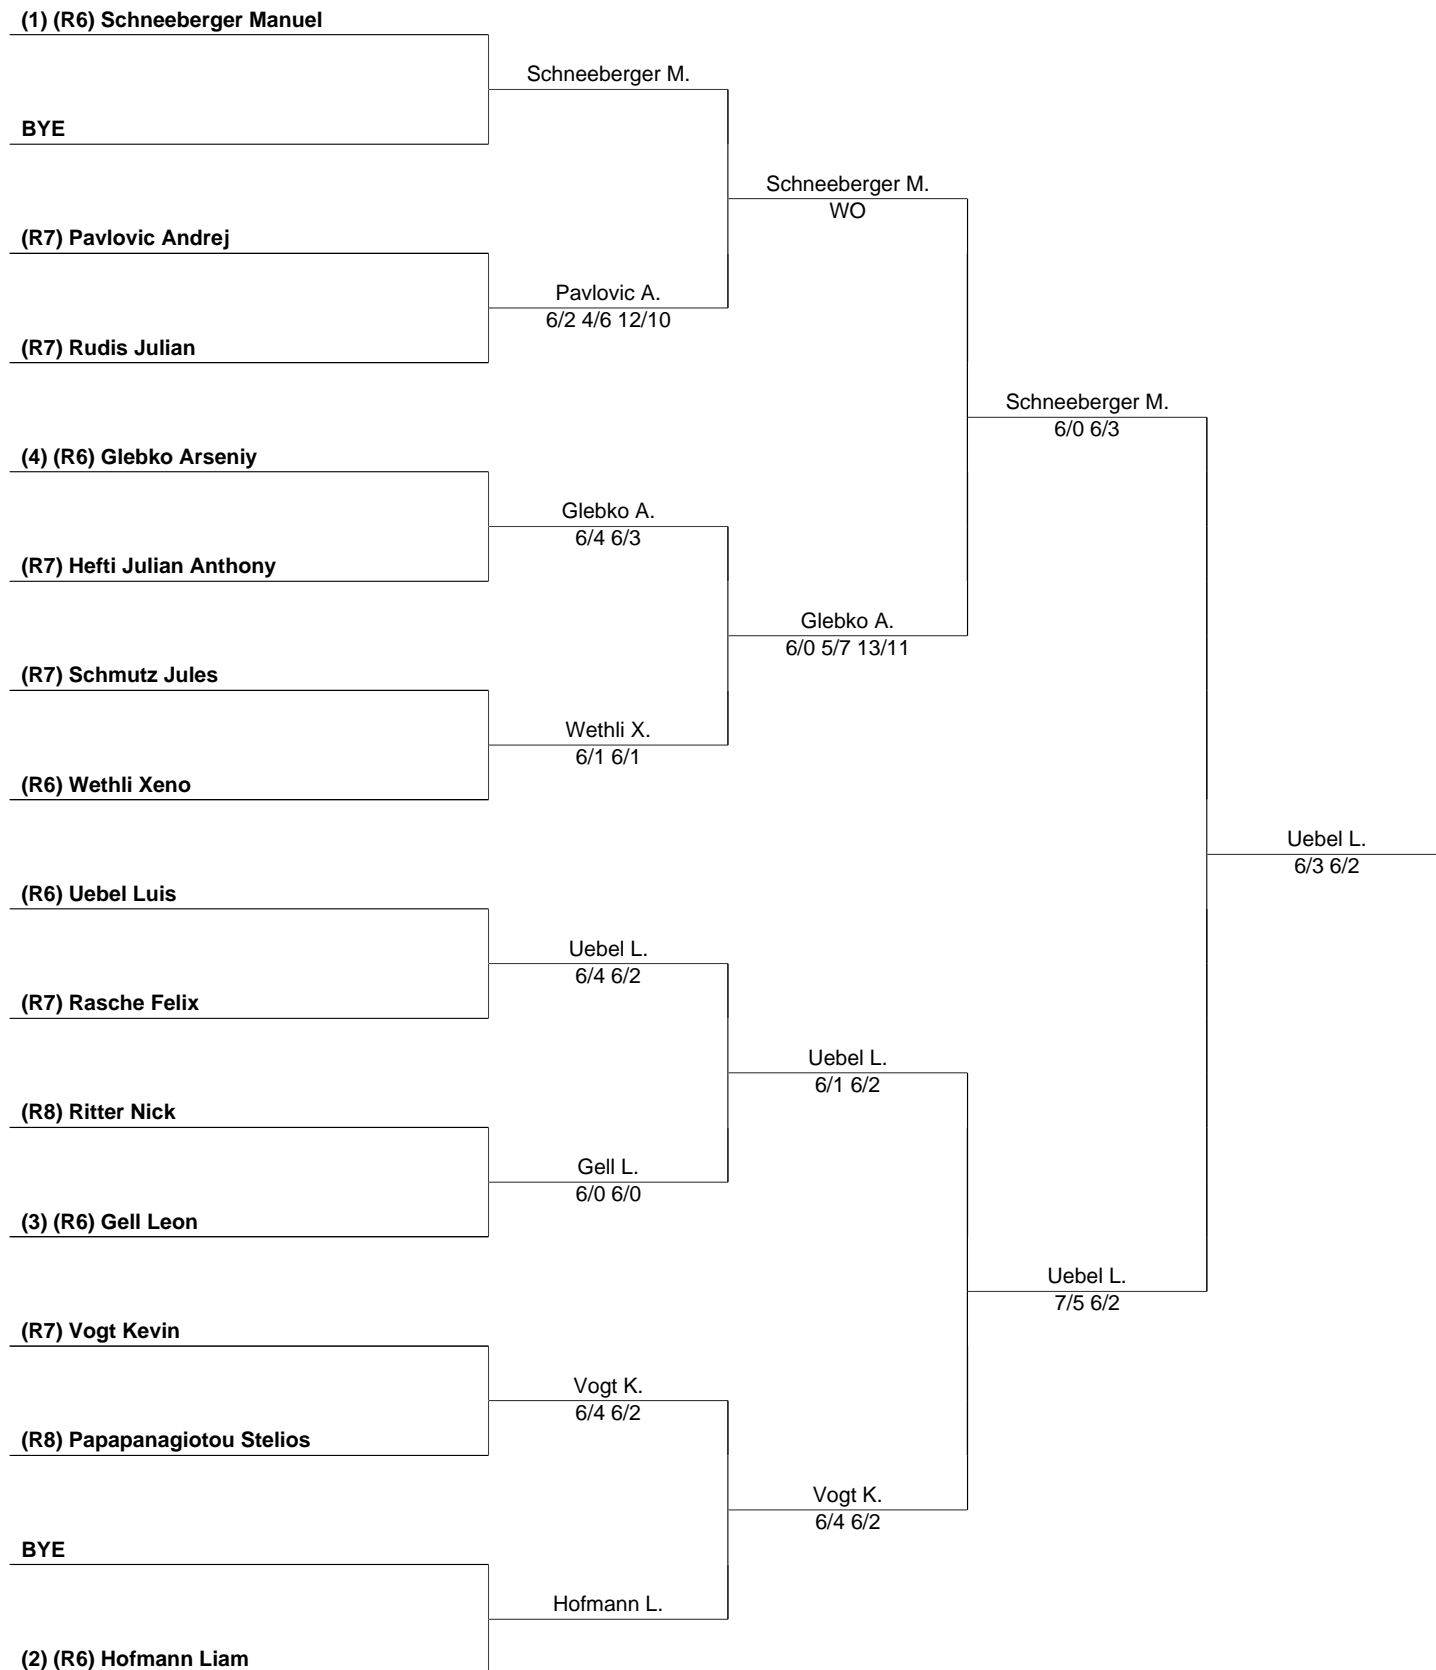 (1) (R6) Schneeberger Manuel
Schneeberger M.
BYE
Schneeberger M.
WO
(R7) Pavlovic Andrej
Pavlovic A.
6/2 4/6 12/10
(R7) Rudis Julian
Schneeberger M.
6/0 6/3
(4) (R6) Glebko Arseniy
Glebko A.
6/4 6/3
(R7) Hefti Julian Anthony
Glebko A.
6/0 5/7 13/11
(R7) Schmutz Jules
Wethli X.
6/1 6/1
(R6) Wethli Xeno
Uebel L.
6/3 6/2
(R6) Uebel Luis
Uebel L.
6/4 6/2
(R7) Rasche Felix
Uebel L.
6/1 6/2
(R8) Ritter Nick
Gell L.
6/0 6/0
(3) (R6) Gell Leon
Uebel L.
7/5 6/2
(R7) Vogt Kevin
Vogt K.
6/4 6/2
(R8) Papapanagiotou Stelios
Vogt K.
6/4 6/2
BYE
Hofmann L.
(2) (R6) Hofmann Liam